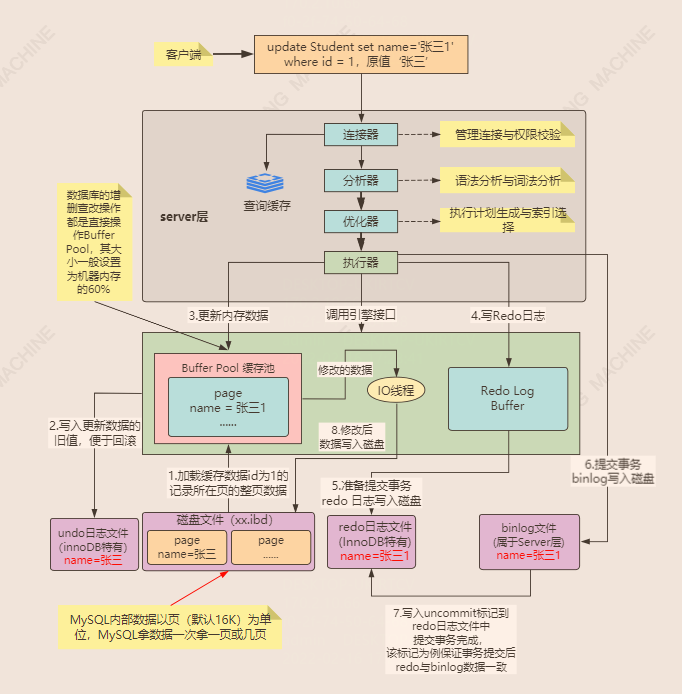 客户端
update Student set name='张三1'
where id = 1，原值 '张三'
连接器
管理连接与权限校验
查询缓存
分析器
语法分析与词法分析
server层
优化器
执行计划生成与索引选
择
执行器
数据库的增
删查改操作
都是直接操
作Buffer
Pool，其大
小一般设置
为机器内存
的60%
3.更新内存数据
调用引擎接口
4.写Redo日志
Buffer Pool 缓存池
page
name = 张三1
......
修改的数据
IO线程
Redo Log
Buffer
2.写入更新数据的
旧值，便于回滚
8.修改后
数据写入磁盘
1.加载缓存数据id为1的
记录所在页的整页数据
5.准备提交事务
redo 日志写入磁盘
6.提交事务
binlog写入磁盘
undo日志文件
(innoDB特有)
name=张三
磁盘文件（xx.ibd）
page
name=张三
page
......
redo日志文件
(InnoDB特有)
name=张三1
binlog文件
(属于Server层)
name=张三1
MySQL内部数据以页（默认16K）为单
位，MySQL拿数据一次拿一页或几页
7.写入uncommit标记到
redo日志文件中
提交事务完成，
该标记为例保证事务提交后
redo与binlog数据一致